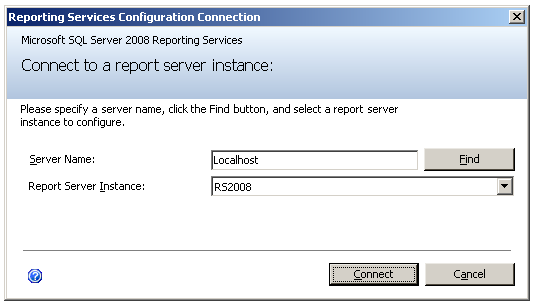 Reporting Services Configuration Connection
Microsoft SQL Server 2008 Reporting Services
Connect to a report server instance:
Please specify a server name, click the Find button, and select a report server
instance to configure.
Server Name:
Localhost
Find
Report Server Instance:
RS2008
Connect
Cancel